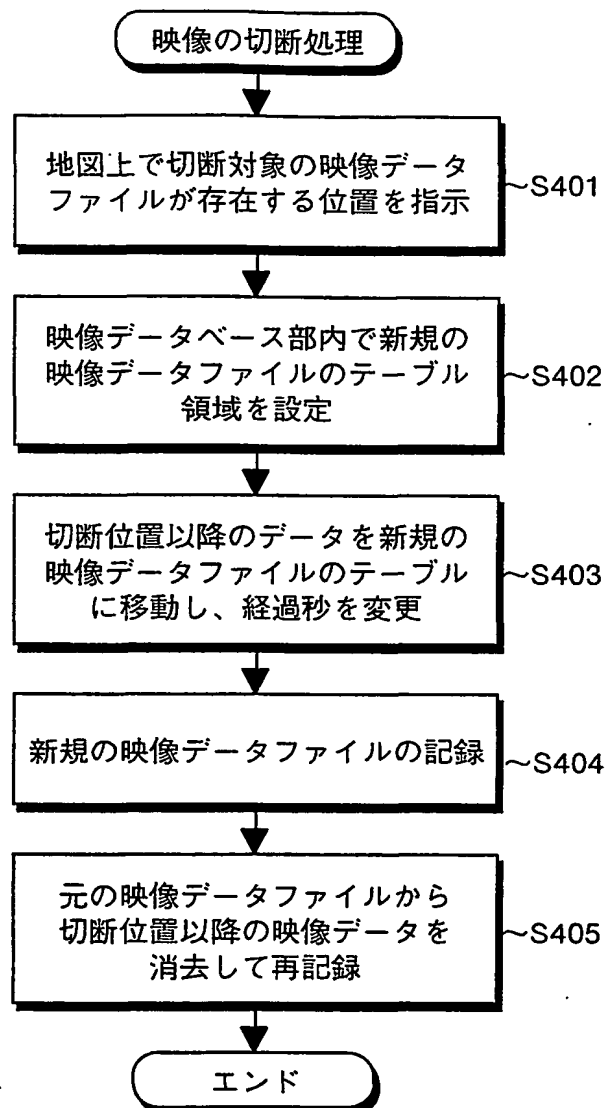 映像の切断処理
地図上で切断対象の映像データ
ファイルが存在する位置を指示
~S401
映像データベース部内で新規の
映像データファイルのテーブル
領域を設定
~S402
切断位置以降のデータを新規の
映像データファイルのテーブル
に移動し、経過秒を変更
~S403
新規の映像データファイルの記録
~S404
元の映像データファイルから
切断位置以降の映像データを
消去して再記録
~S405
エンド